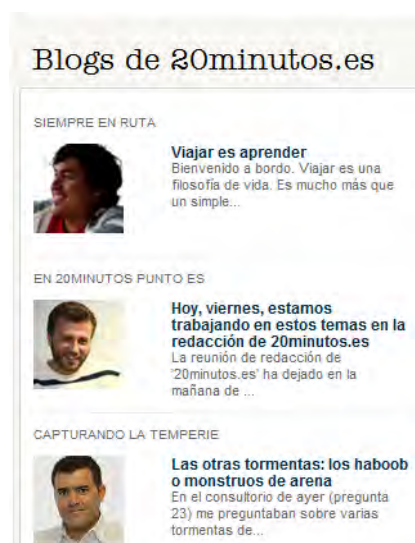 Blogs de 20minutos.es
SIEMPRE EN RUTA
Viajar es aprender
Bienvenido a bordo. Viajar es una
filosofía de vida. Es mucho más que
un simple...
EN 20MINUTOS PUNTO ES
Hoy, viernes, estamos
trabajando en estos temas en la
redacción de 20minutos.es
La reunión de redacción de
'20minutos.es' ha dejado en la
mañana de ...
CAPTURANDO LA TEMPERIE
Las otras tormentas: los haboob
o monstruos de arena
En el consultorio de ayer (pregunta
23) me preguntaban sobre varias
tormentas de...